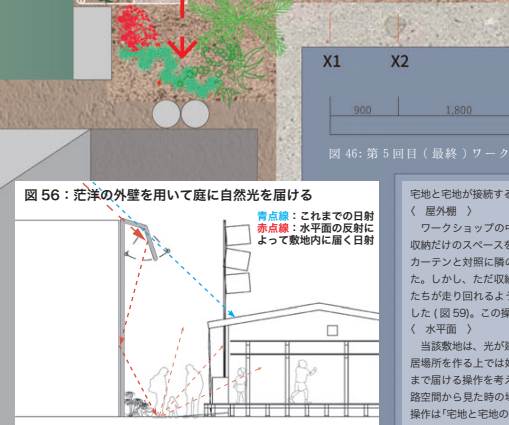 X1 X2
900 1,800
図 46: 第 5 回目 ( 最終 ) ワーク
図 56：茫洋の外壁を用いて庭に自然光を届ける
青点線：これまでの日射
赤点線：水平面の反射に
よって敷地内に届く日射
宅地と宅地が接続する
〈 屋外棚 〉
ワークショップの中
収納だけのスペースを
カーテンと対照に隣の
た。しかし、ただ収納
たちが走り回れるよう
した ( 図 59)。この操
〈 水平面 〉
当該敷地は、光が建
居場所を作る上では好
まで届ける操作を考え
路空間から見た時の場
操作は「宅地と宅地の